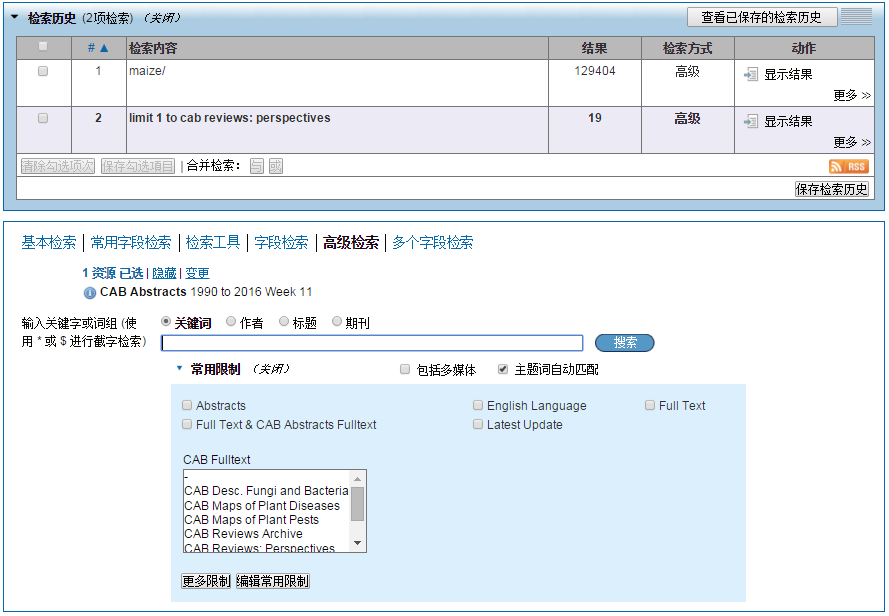 检索历史 (2项检索) (关闭) 查看已保存的检索历史
# ▲ 检索内容 结果 检索方式 动作
1 maize/ 129404 高级 显示结果
更多 »
2 limit 1 to cab reviews: perspectives 19 高级 显示结果
更多 »
清除勾选项次 保存勾选项目 | 合并检索： 与 或 RSS
保存检索历史
基本检索 | 常用字段检索 | 检索工具 | 字段检索 | 高级检索 | 多个字段检索
1 资源 已选 | 隐藏 | 变更
CAB Abstracts 1990 to 2016 Week 11
输入关键字或词组 (使 关键词 作者 标题 期刊
用 * 或 $ 进行截字检索) 搜索
常用限制 (关闭) 包括多媒体 主题词自动匹配
Abstracts English Language Full Text
Full Text & CAB Abstracts Fulltext Latest Update
CAB Fulltext
-
CAB Desc. Fungi and Bacteria
CAB Maps of Plant Diseases
CAB Maps of Plant Pests
CAB Reviews Archive
CAB Reviews: Perspectives
更多限制 编辑常用限制